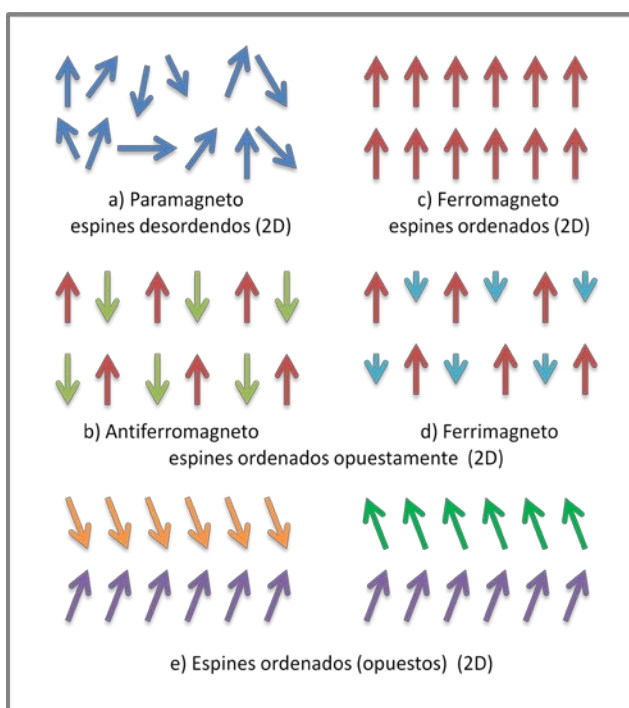 a) Paramagneto
espines desordendos (2D)
c) Ferromagneto
espines ordenados (2D)
b) Antiferromagneto
d) Ferrimagneto
espines ordenados opuestamente (2D)
e) Espines ordenados (opuestos) (2D)